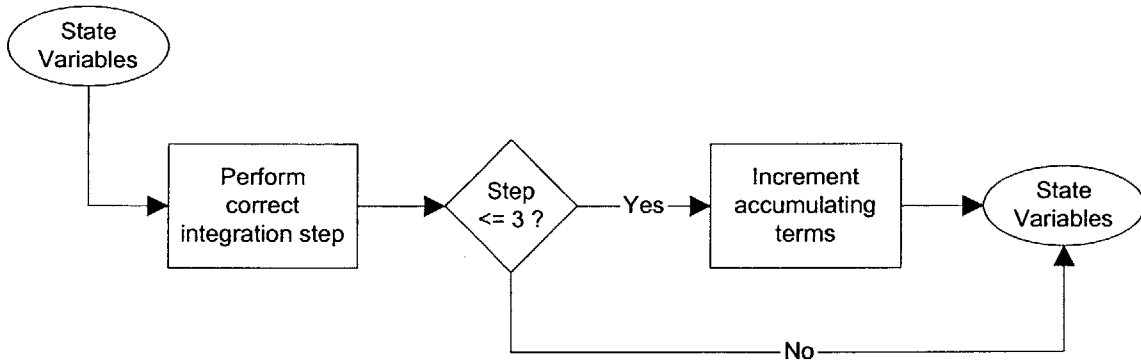 State
Variables
Perform
correct
integration step
Step
<= 3 ?
Yes
Increment
accumulating
terms
State
Variables
No